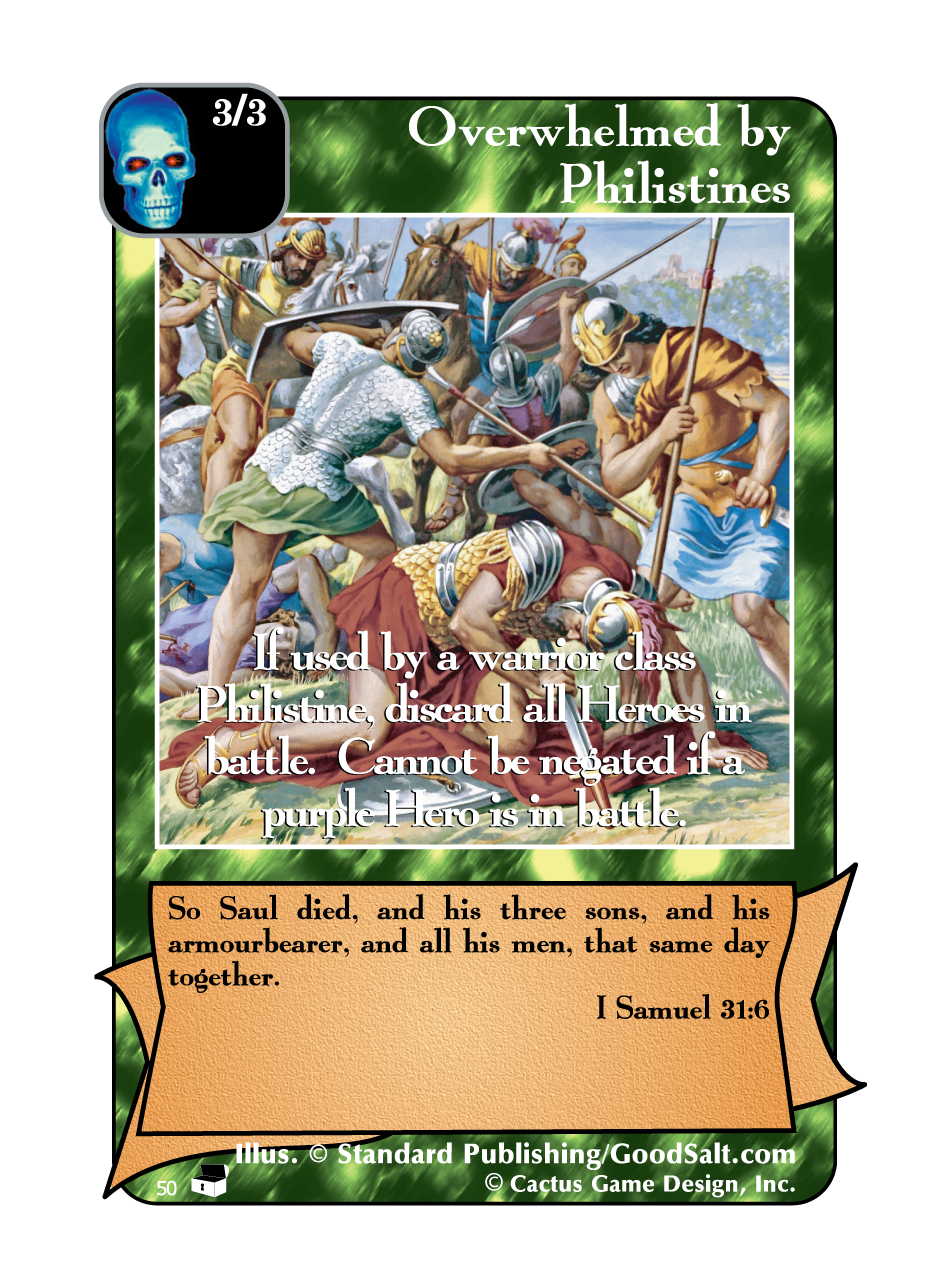 3/3
Overwhelmed by
Philistines
If used by a warrior class
Philistine, discard all Heroes in
battle. Cannot be negated if a
purple Hero is in battle.
So Saul died, and his three sons, and his
armourbearer, and all his men, that same day
together.
I Samuel 31:6
Illus. © Standard Publishing/GoodSalt.com
50
© Cactus Game Design, Inc.